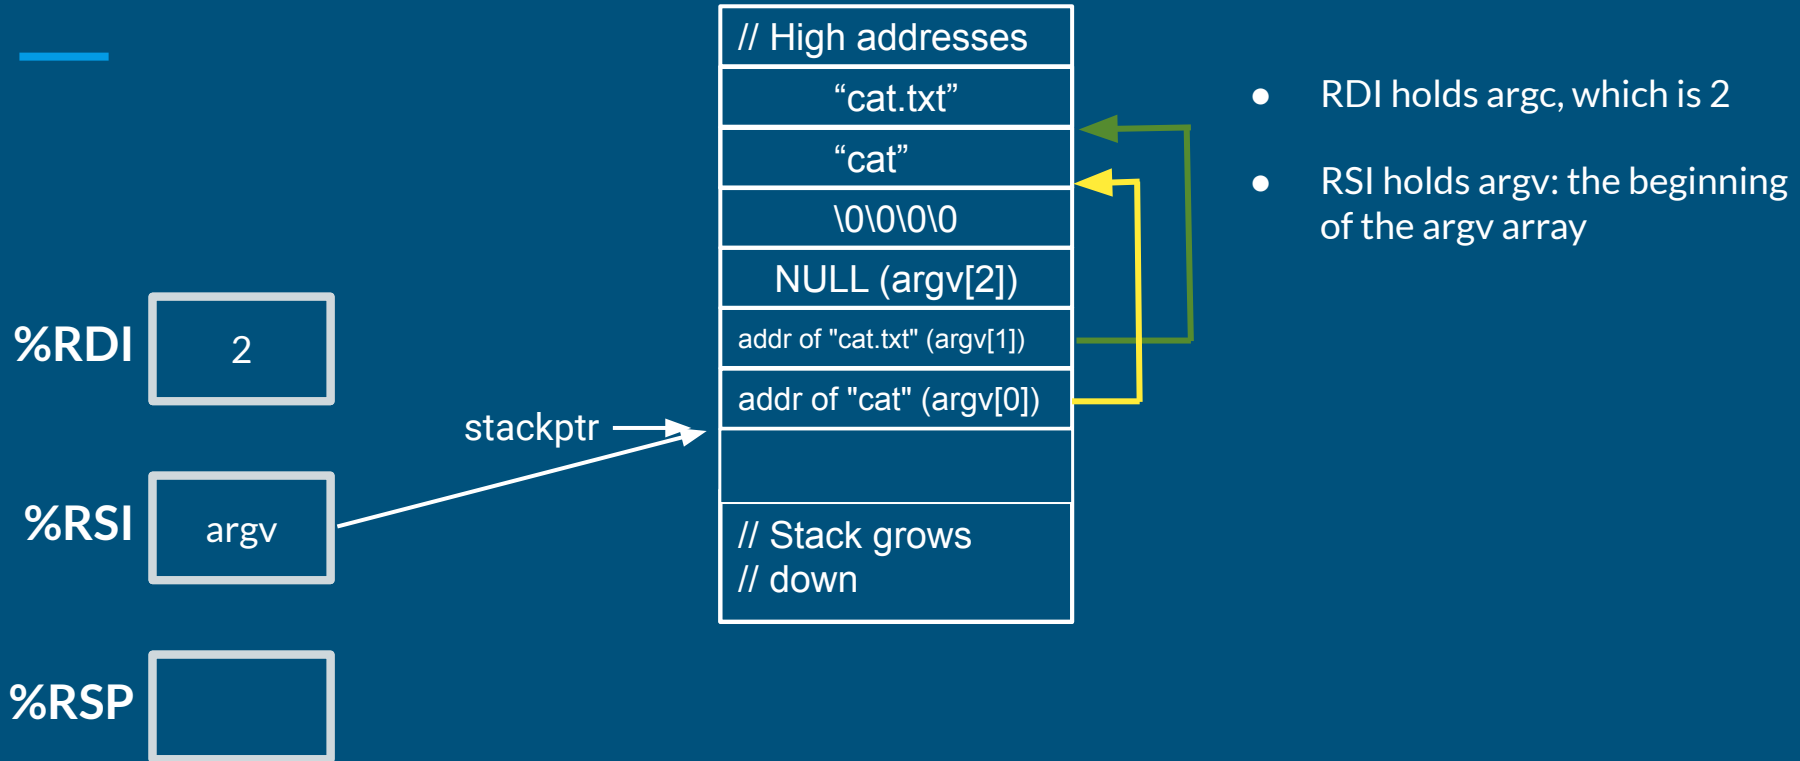 // High addresses
“cat.txt”
“cat”
\0\0\0\0
NULL (argv[2])
addr of "cat.txt" (argv[1])
addr of "cat" (argv[0])
// Stack grows
// down
stackptr
%RDI
2
%RSI
argv
%RSP
● RDI holds argc, which is 2
● RSI holds argv: the beginning
of the argv array